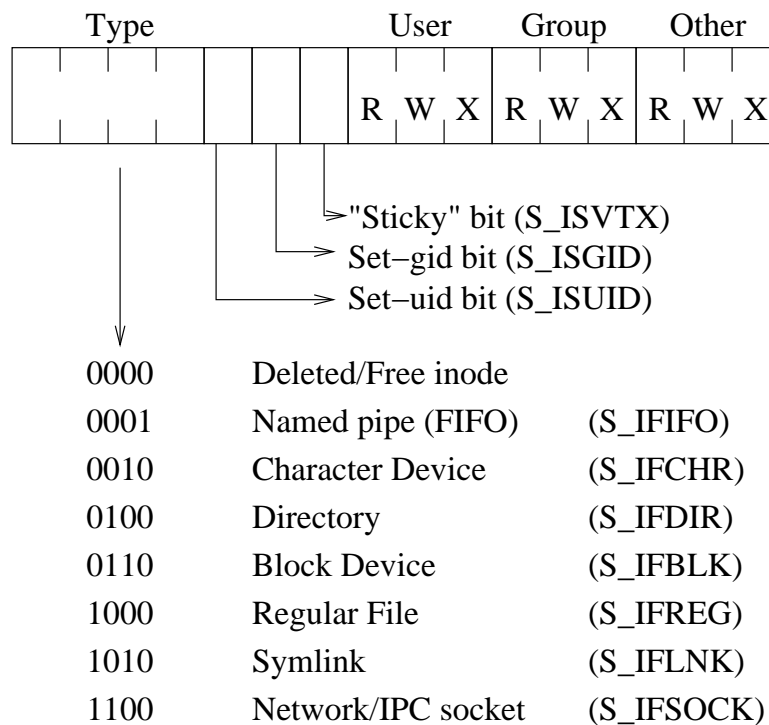 Type User Group Other
R W X R W X R W X
"Sticky" bit (S_ISVTX)
Set−gid bit (S_ISGID)
Set−uid bit (S_ISUID)
0000 Deleted/Free inode
0001 Named pipe (FIFO) (S_IFIFO)
0010 Character Device (S_IFCHR)
0100 Directory (S_IFDIR)
0110 Block Device (S_IFBLK)
1000 Regular File (S_IFREG)
1010 Symlink (S_IFLNK)
1100 Network/IPC socket (S_IFSOCK)